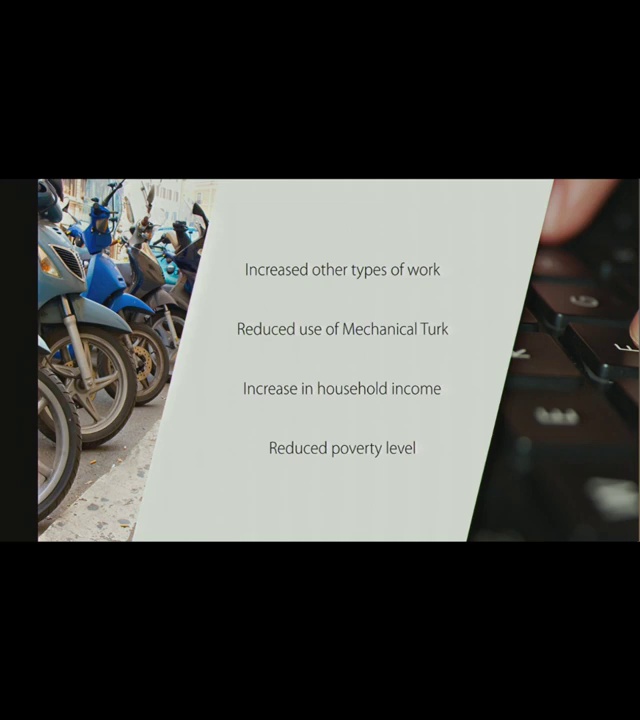 Increased other types of work
Reduced use of Mechanical Turk
Increase in household income
Reduced poverty level